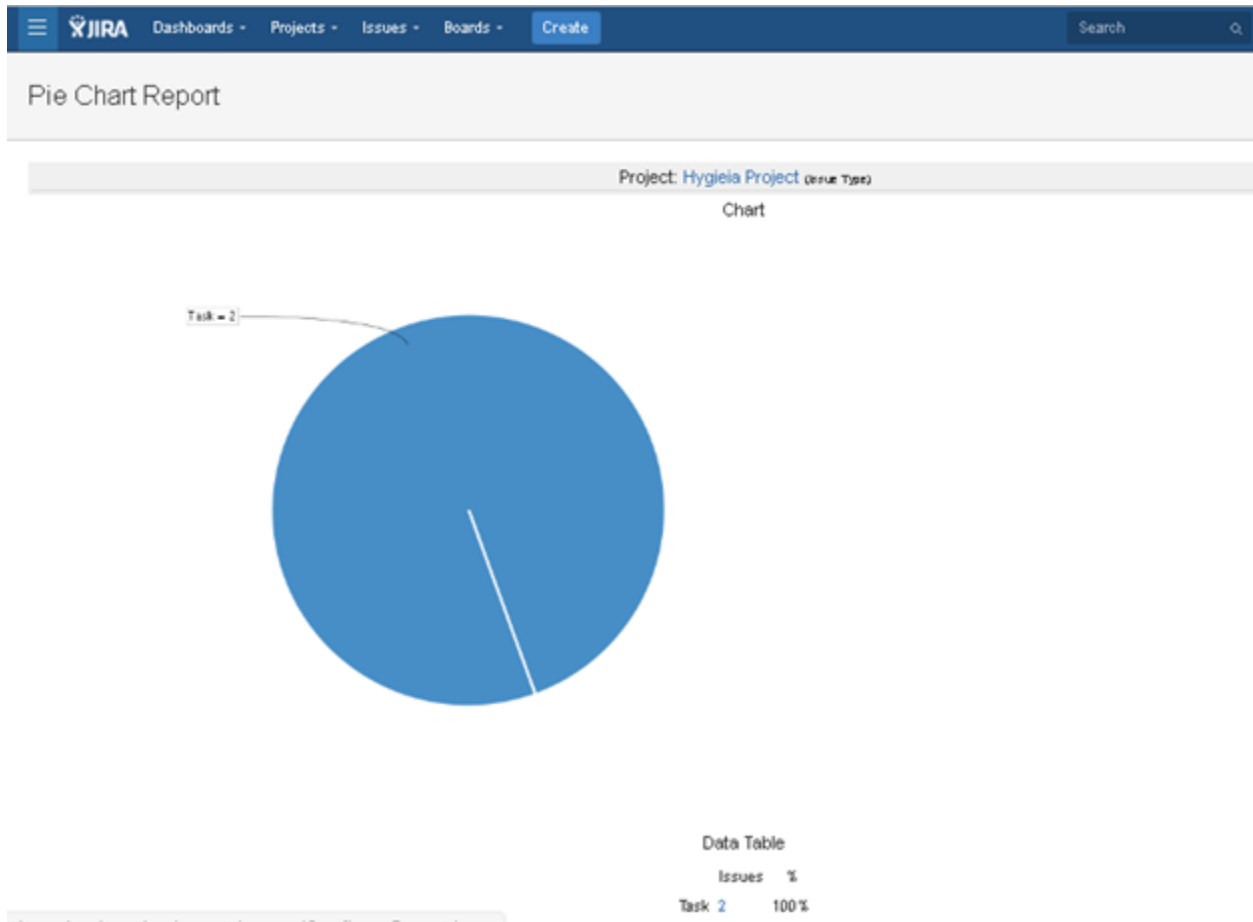 JIRA Dashboards Projects Issues Boards Create Search
Pie Chart Report
Project: Hygieia Project (Issue Type)
Chart
Task = 2
Data Table
Issues %
Task 2 100%